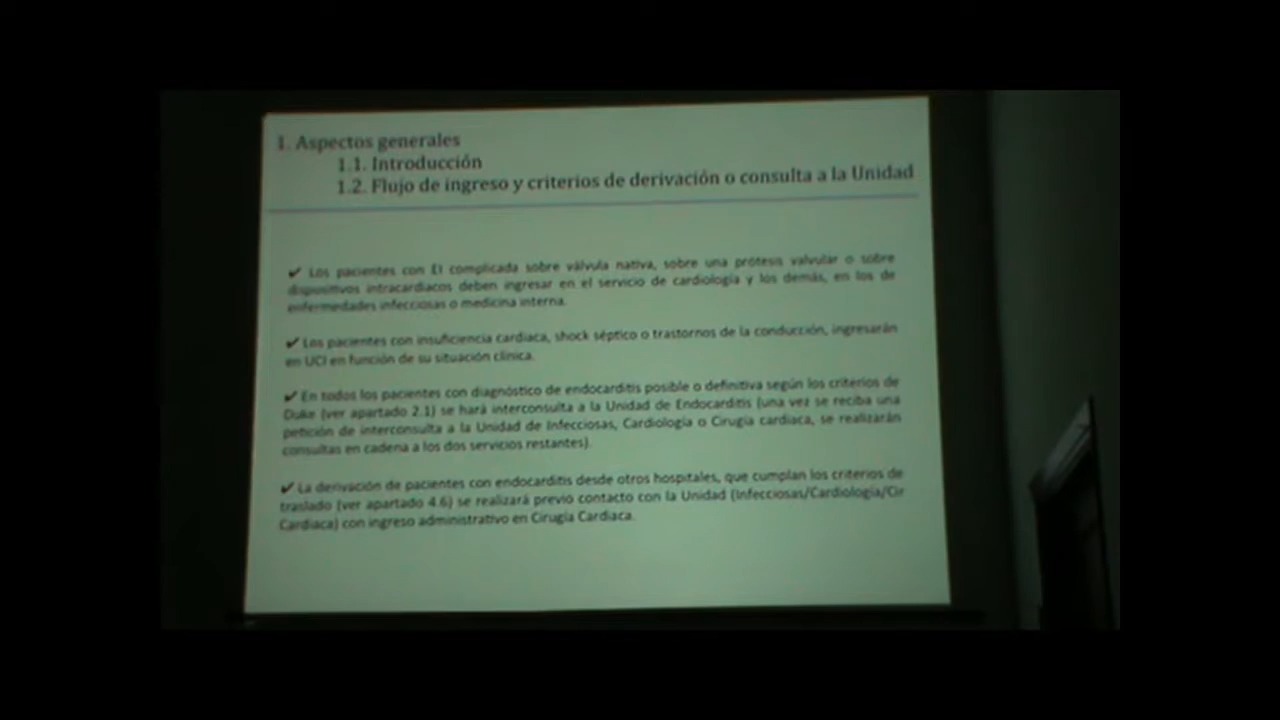 1. Aspectos generales
1.1. Introducción
1.2. Flujo de ingreso y criterios de derivación o consulta a la Unidad
✔ Los pacientes con EI complicada sobre válvula nativa, sobre una prótesis valvular o sobre
dispositivos intracardiacos deben ingresar en el servicio de cardiología y los demás, en los de
enfermedades infecciosas o medicina interna.
✔ Los pacientes con insuficiencia cardiaca, shock séptico o trastornos de la conducción, ingresarán
en UCI en función de su situación clínica.
✔ En todos los pacientes con diagnóstico de endocarditis posible o definitiva según los criterios de
Duke (ver apartado 2.1) se hará interconsulta a la Unidad de Endocarditis (una vez se reciba una
petición de interconsulta a la Unidad de Infecciosas, Cardiología o Cirugía cardiaca, se realizarán
consultas en cadena a los dos servicios restantes).
✔ La derivación de pacientes con endocarditis desde otros hospitales, que cumplan los criterios de
traslado (ver apartado 4.6) se realizará previo contacto con la Unidad (Infecciosas/Cardiología/Cir
Cardiaca) con ingreso administrativo en Cirugía Cardiaca.